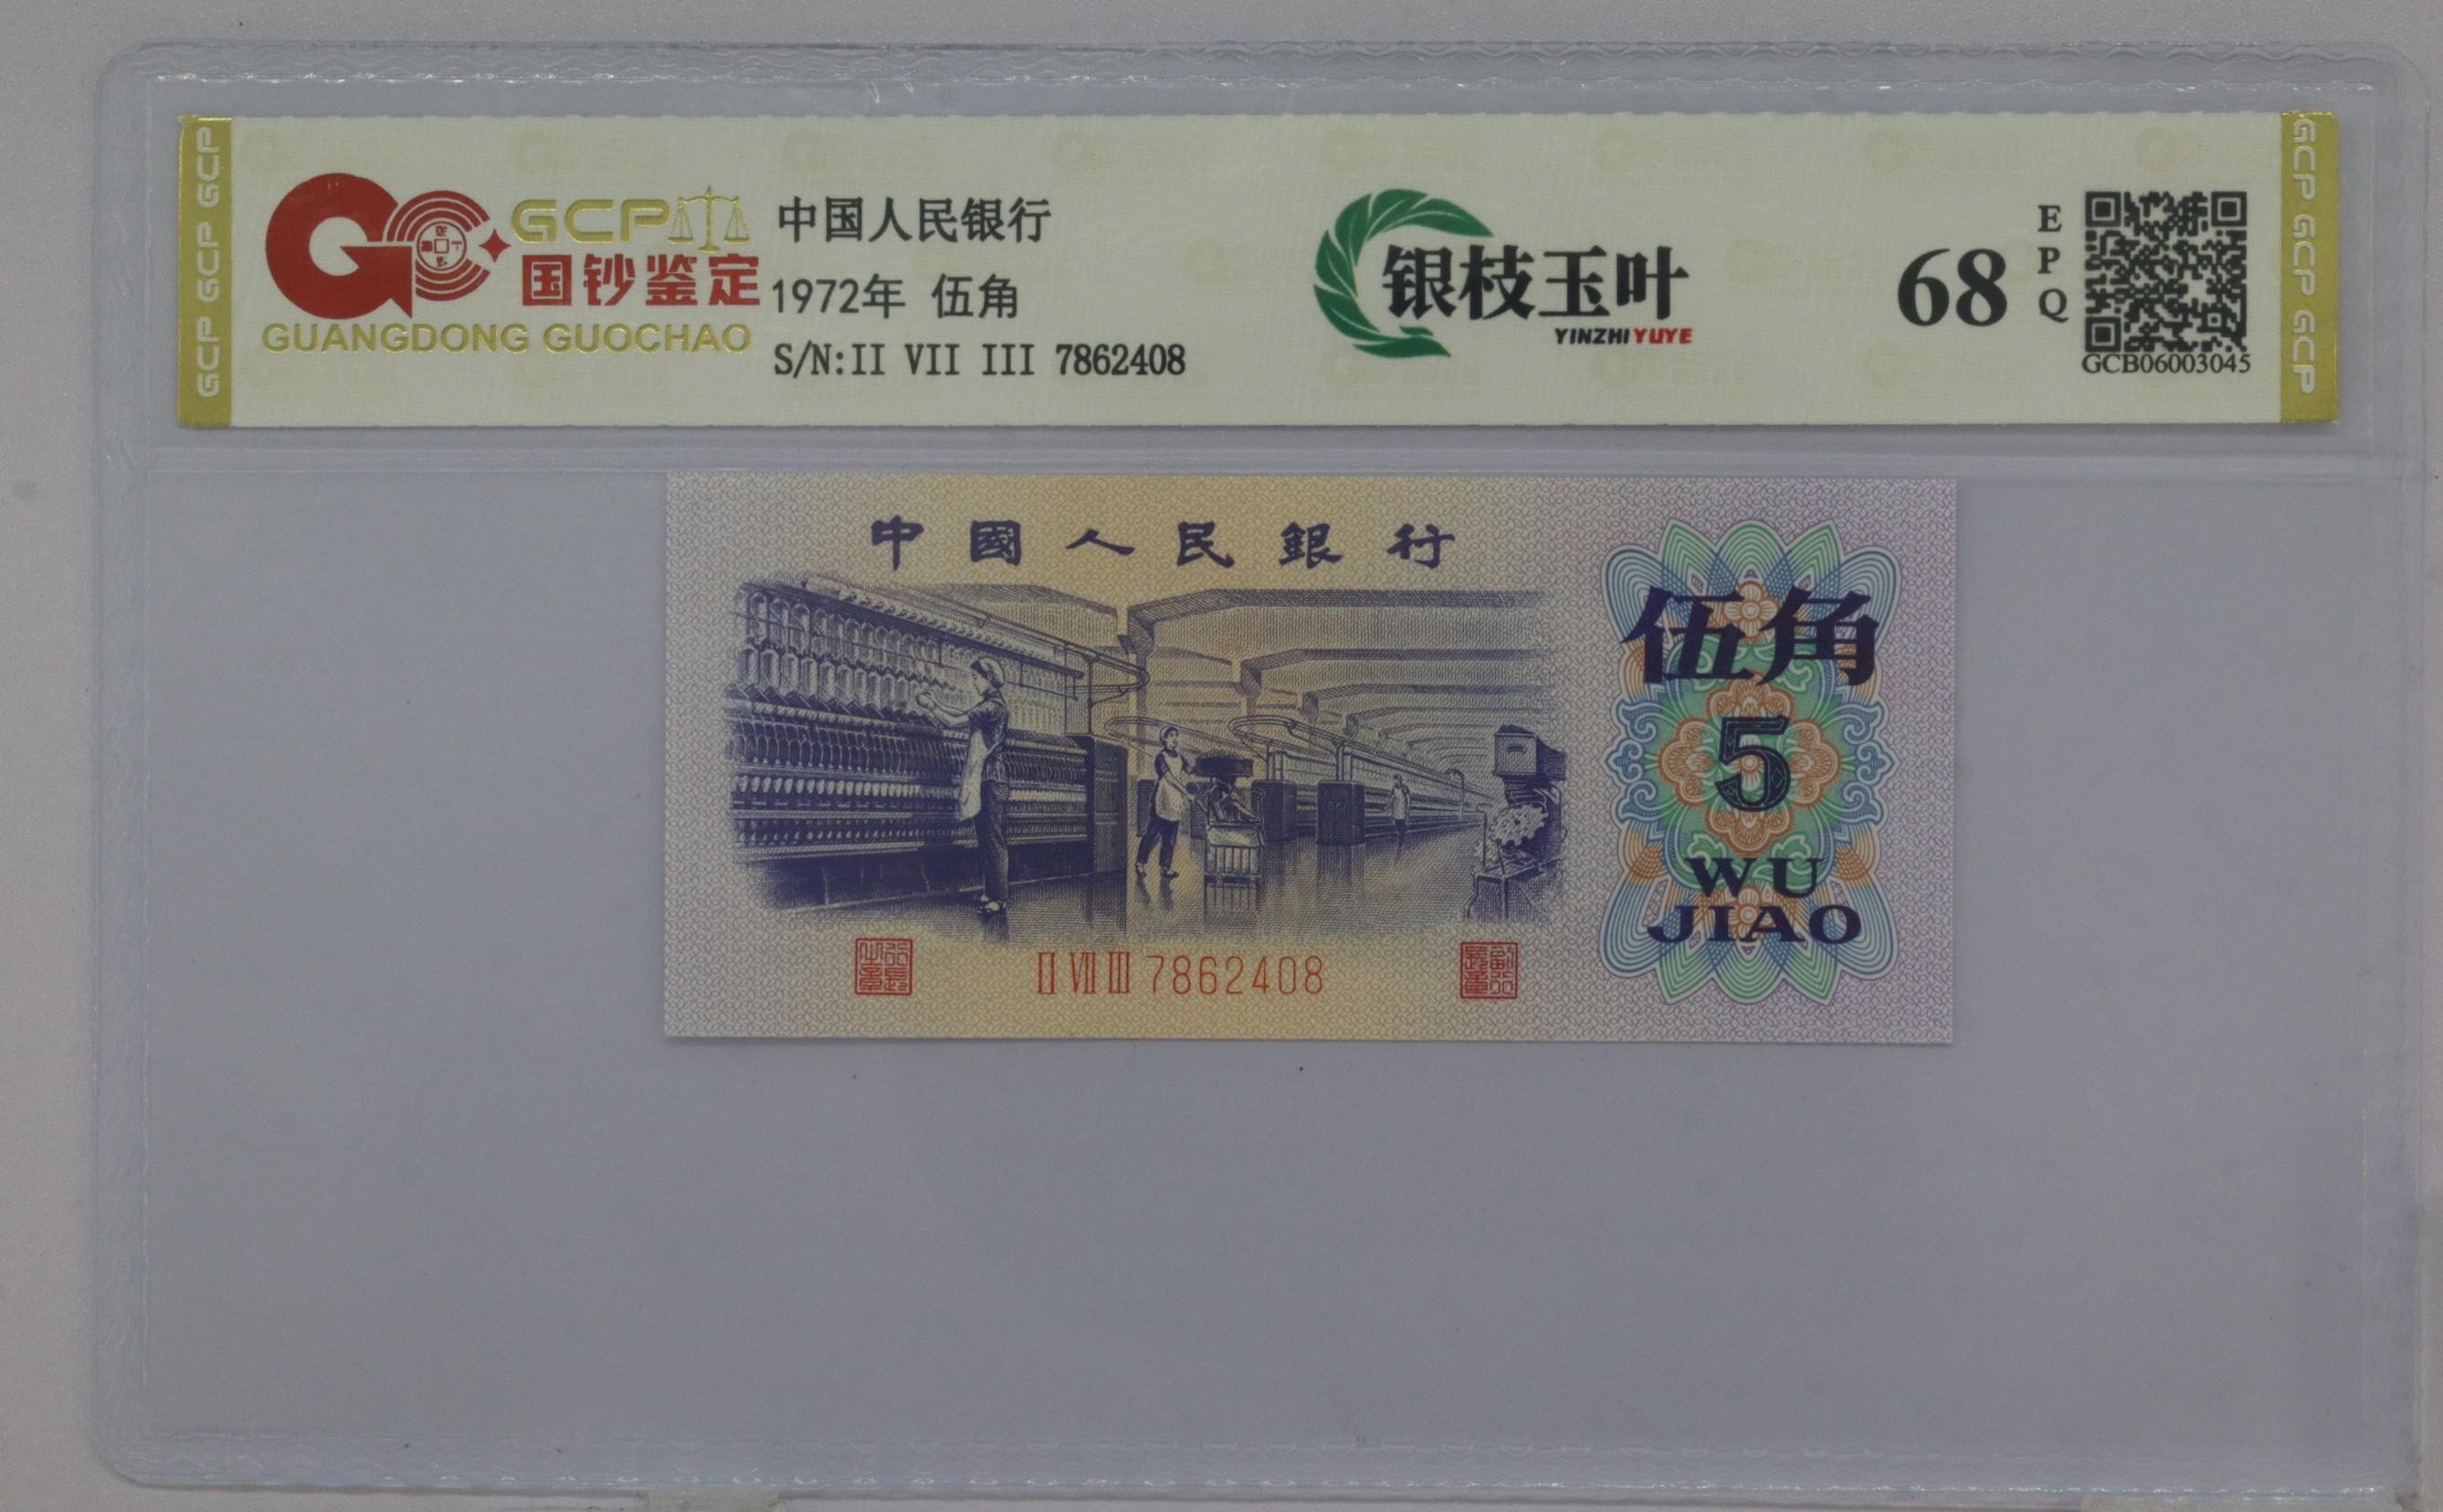 GCP GCP GCP
GCP
国钞鉴定
GUANGDONG GUOCHAO
中国人民银行
1972年 伍角
S/N:II VII III 7862408
银枝玉叶
YINZHIYUYE
68
EPQ
GCB06003045
GCP GCP GCP
中國人民銀行
伍角
5
WU
JIAO
II VII III 7862408